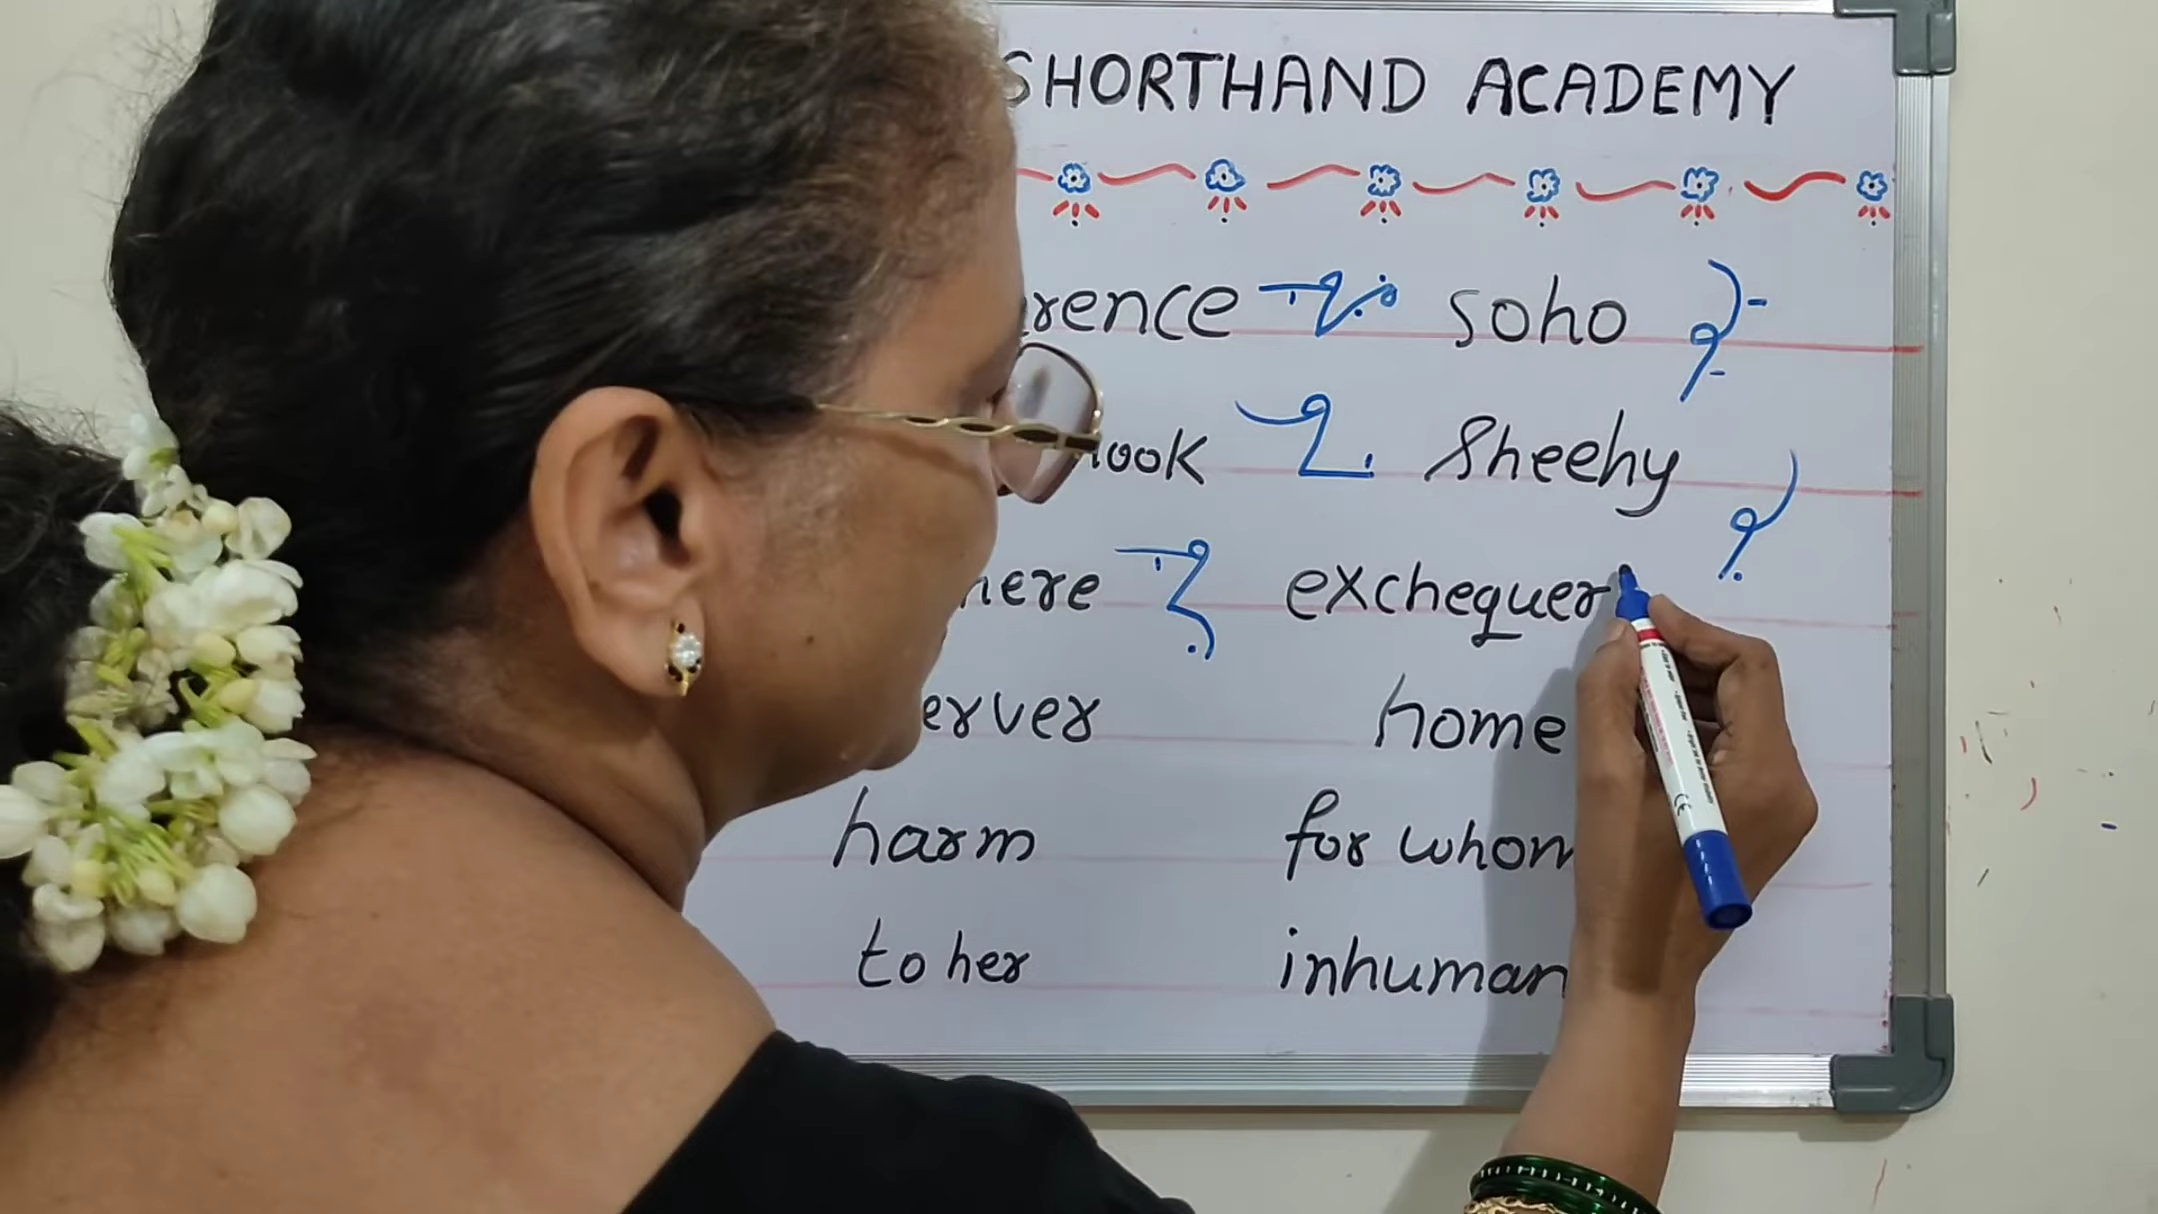 SHORTHAND ACADEMY
soho
Sheehy
exchequer
home
harm for whom
to her inhuman